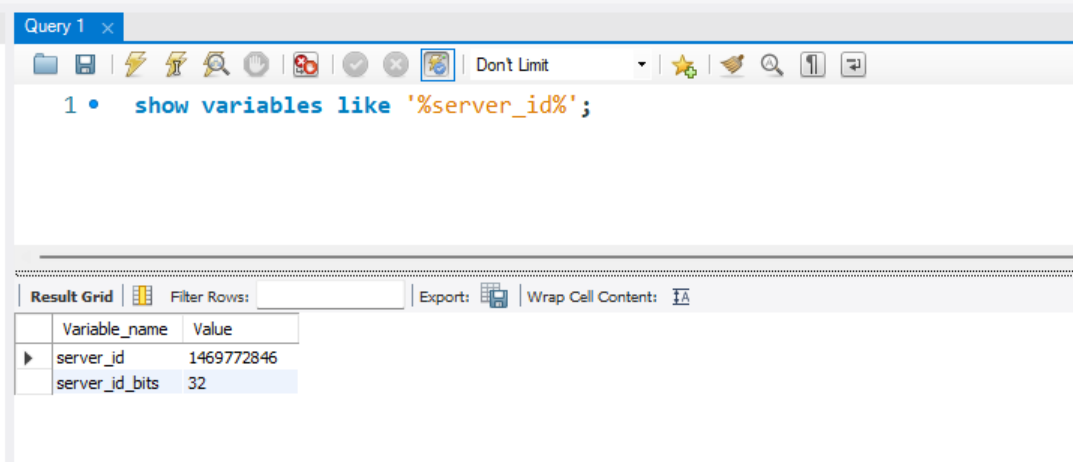 Query 1
Don't Limit
1 show variables like '%server_id%';
Result Grid Filter Rows: Export: Wrap Cell Content:
Variable_name Value
server_id 1469772846
server_id_bits 32